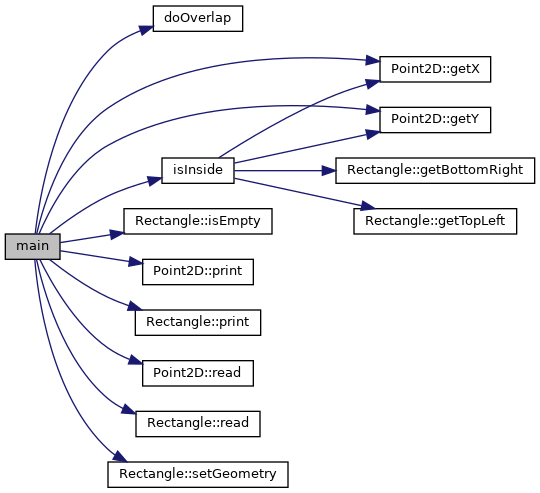 doOverlap
Point2D::getX
Point2D::getY
isInside
Rectangle::getBottomRight
Rectangle::getTopLeft
Rectangle::isEmpty
main
Point2D::print
Rectangle::print
Point2D::read
Rectangle::read
Rectangle::setGeometry